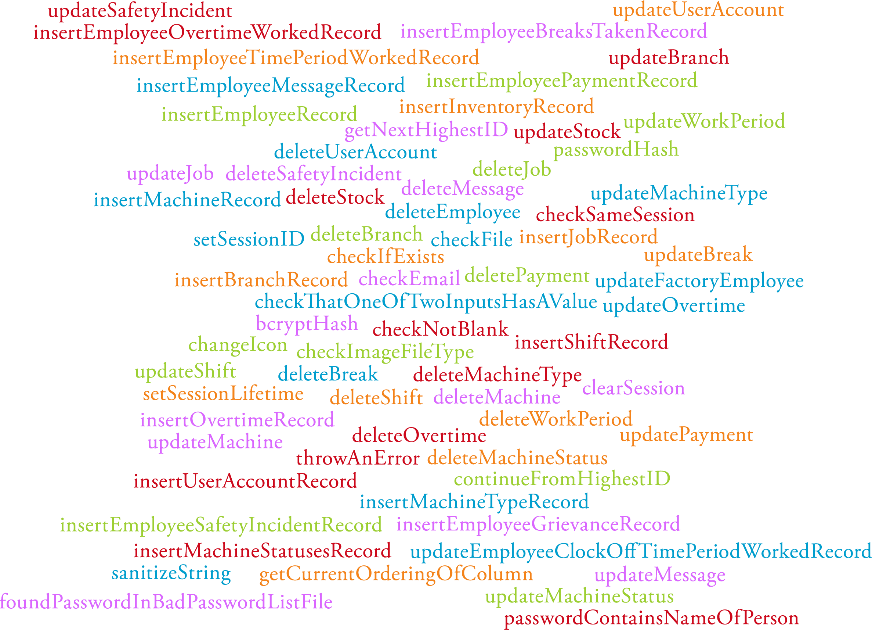 updateSafetyIncident updateUserAccount
insertEmployeeOvertimeWorkedRecord insertEmployeeBreaksTakenRecord
insertEmployeeTimePeriodWorkedRecord updateBranch
insertEmployeeMessageRecord insertEmployeePaymentRecord
insertEmployeeRecord insertInventoryRecord
getNextHighestID updateStock updateWorkPeriod
deleteUserAccount passwordHash
updateJob deleteSafetyIncident deleteJob
insertMachineRecord deleteStock deleteMessage updateMachineType
deleteEmployee checkSameSession
setSessionID deleteBranch checkFile insertJobRecord
checkIfExists updateBreak
insertBranchRecord checkEmail deletePayment updateFactoryEmployee
checkThatOneOfTwoInputsHasAValue updateOvertime
bcryptHash checkNotBlank
changeIcon checkImageFileType insertShiftRecord
updateShift deleteBreak deleteMachineType
setSessionLifetime deleteShift deleteMachine clearSession
insertOvertimeRecord deleteWorkPeriod
updateMachine deleteOvertime updatePayment
throwAnError deleteMachineStatus
insertUserAccountRecord continueFromHighestID
insertMachineTypeRecord
insertEmployeeSafetyIncidentRecord insertEmployeeGrievanceRecord
insertMachineStatusesRecord updateEmployeeClockOffTimePeriodWorkedRecord
sanitizeString getCurrentOrderingOfColumn updateMessage
foundPasswordInBadPasswordListFile updateMachineStatus
passwordContainsNameOfPerson